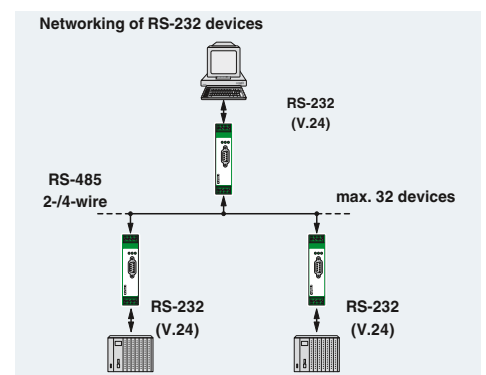 Networking of RS-232 devices
RS-232
(V.24)
RS-485
2-/4-wire
max. 32 devices
RS-232
(V.24)
RS-232
(V.24)